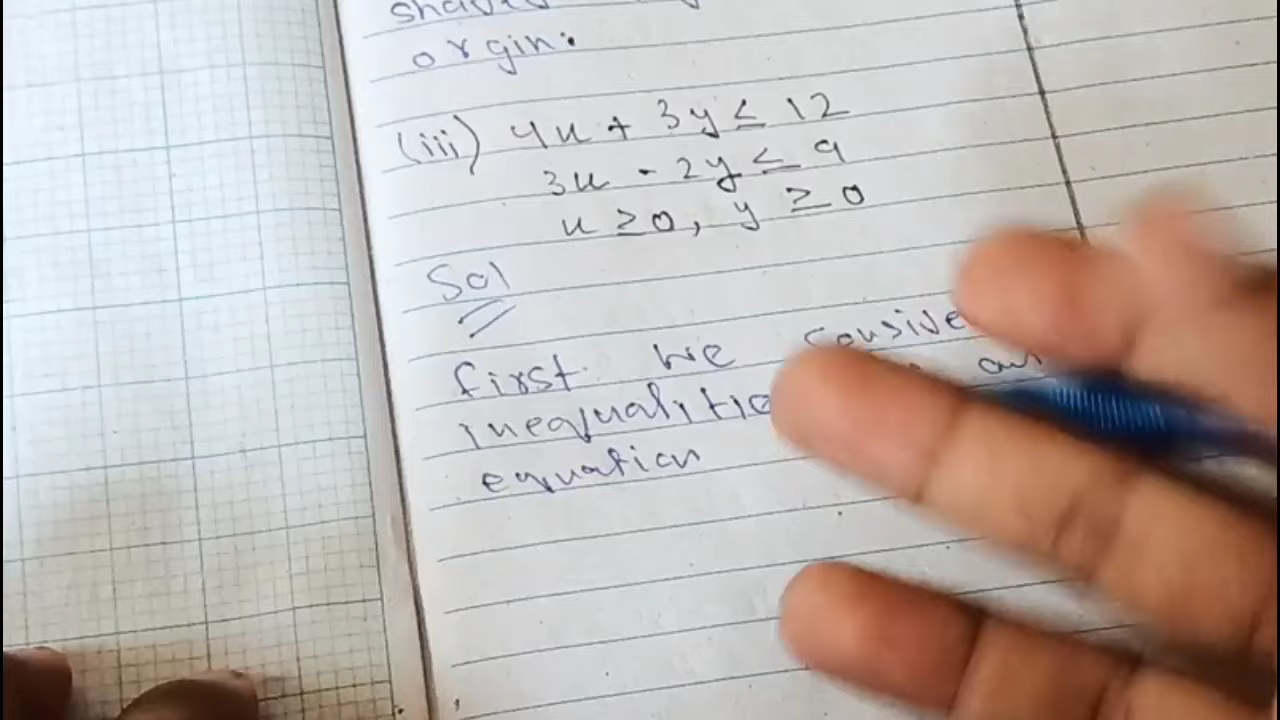 orgin.
(iii) 4x + 3y ≤ 12
3x - 2y ≤ 9
x ≥ 0, y ≥ 0
Sol
first we
inequalitie
equation